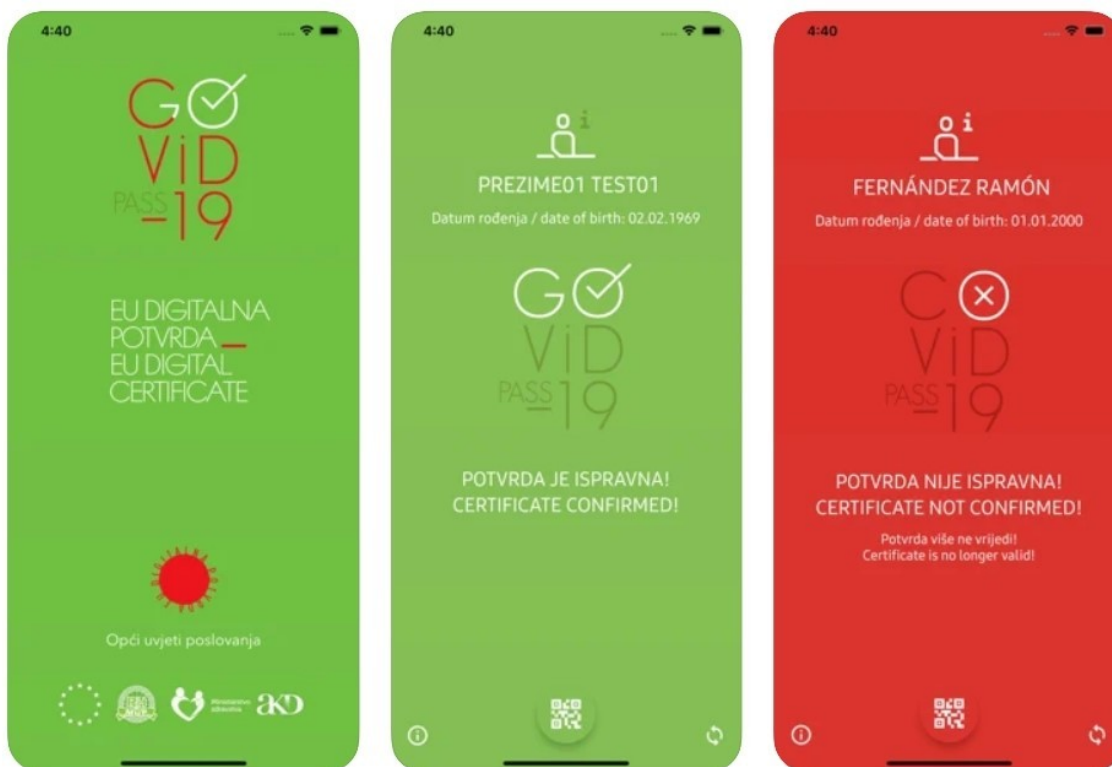 4:40
GO
ViD
PASS
19
EU DIGITALNA
POTVRDA
EU DIGITAL
CERTIFICATE
Opći uvjeti poslovanja
Ministarstvo
zdravstva
AKD
4:40
i
PREZIME01 TEST01
Datum rođenja / date of birth: 02.02.1969
GO
ViD
PASS
19
POTVRDA JE ISPRAVNA!
CERTIFICATE CONFIRMED!
4:40
i
FERNÁNDEZ RAMÓN
Datum rođenja / date of birth: 01.01.2000
CO
ViD
PASS
19
POTVRDA NIJE ISPRAVNA!
CERTIFICATE NOT CONFIRMED!
Potvrda više ne vrijedi!
Certificate is no longer valid!